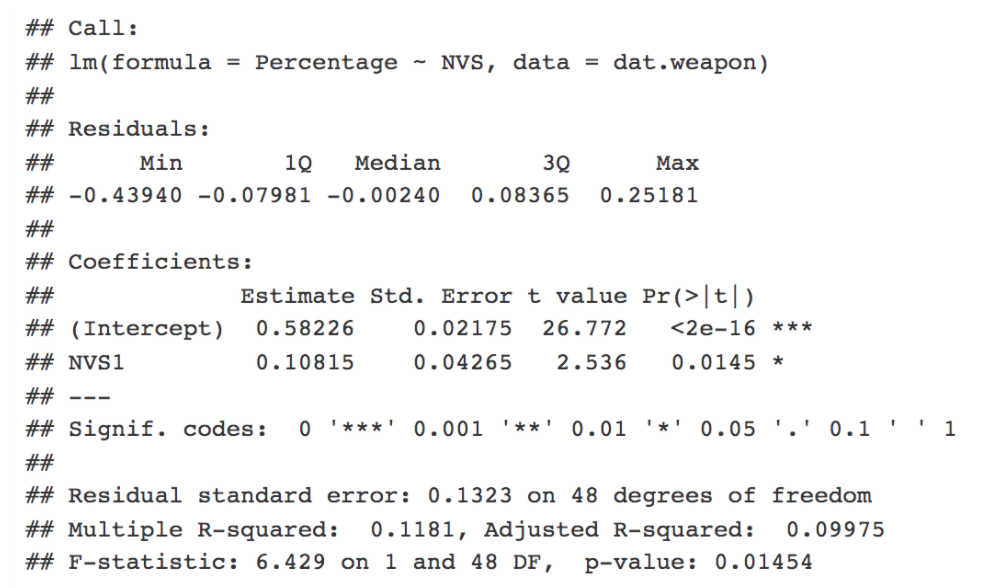 ## Call:
## lm(formula = Percentage ~ NVS, data = dat.weapon)
##
## Residuals:
##      Min       1Q   Median       3Q      Max
## -0.43940 -0.07981 -0.00240  0.08365  0.25181
##
## Coefficients:
##             Estimate Std. Error t value Pr(>|t|)
## (Intercept)  0.58226    0.02175  26.772   <2e-16 ***
## NVS1         0.10815    0.04265   2.536   0.0145 *
## ---
## Signif. codes:  0 '***' 0.001 '**' 0.01 '*' 0.05 '.' 0.1 ' ' 1
##
## Residual standard error: 0.1323 on 48 degrees of freedom
## Multiple R-squared:  0.1181, Adjusted R-squared:  0.09975
## F-statistic: 6.429 on 1 and 48 DF,  p-value: 0.01454